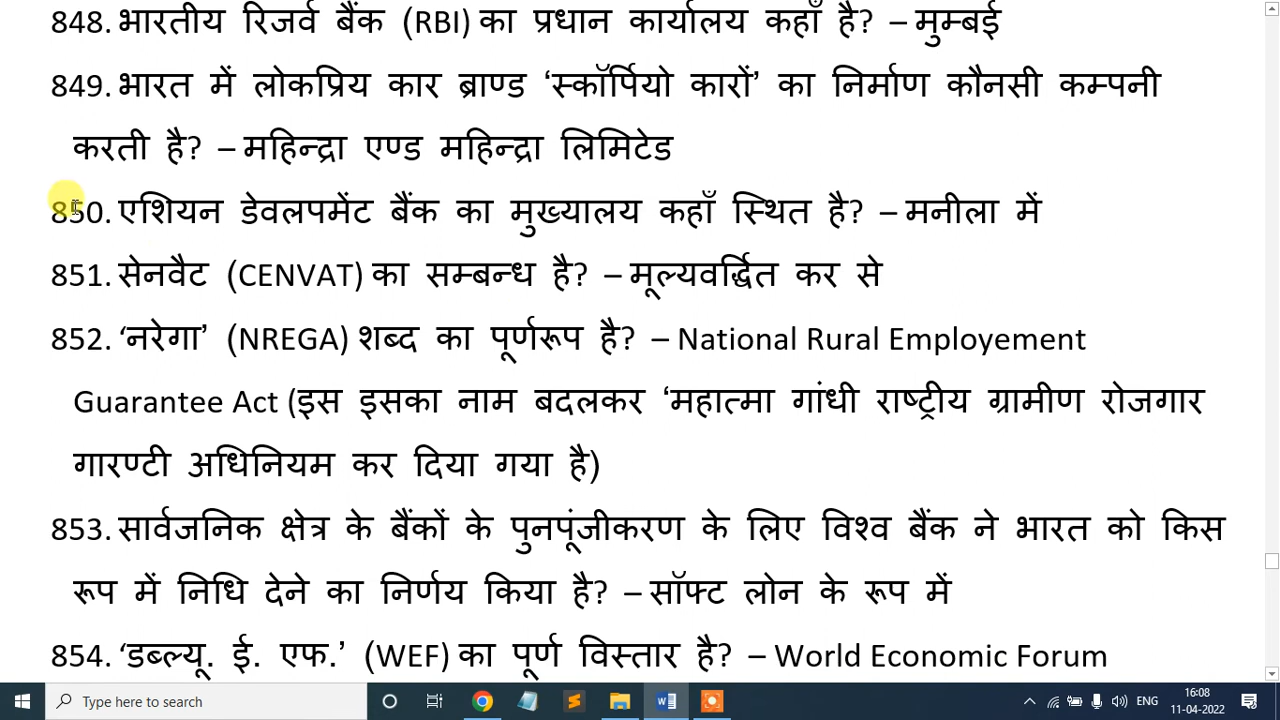 848. भारतीय रिजर्व बैंक (RBI) का प्रधान कार्यालय कहाँ है? – मुम्बई
849. भारत में लोकप्रिय कार ब्राण्ड ‘स्कॉर्पियो कारों’ का निर्माण कौनसी कम्पनी
करती है? – महिन्द्रा एण्ड महिन्द्रा लिमिटेड
850. एशियन डेवलपमेंट बैंक का मुख्यालय कहाँ स्थित है? – मनीला में
851. सेनवैट (CENVAT) का सम्बन्ध है? – मूल्यवर्द्धित कर से
852. ‘नरेगा’ (NREGA) शब्द का पूर्णरूप है? – National Rural Employement
Guarantee Act (इस इसका नाम बदलकर ‘महात्मा गांधी राष्ट्रीय ग्रामीण रोजगार
गारण्टी अधिनियम कर दिया गया है)
853. सार्वजनिक क्षेत्र के बैंकों के पुनपूंजीकरण के लिए विश्व बैंक ने भारत को किस
रूप में निधि देने का निर्णय किया है? – सॉफ्ट लोन के रूप में
854. ‘डब्ल्यू. ई. एफ.’ (WEF) का पूर्ण विस्तार है? – World Economic Forum
Type here to search
ENG
16:08
11-04-2022